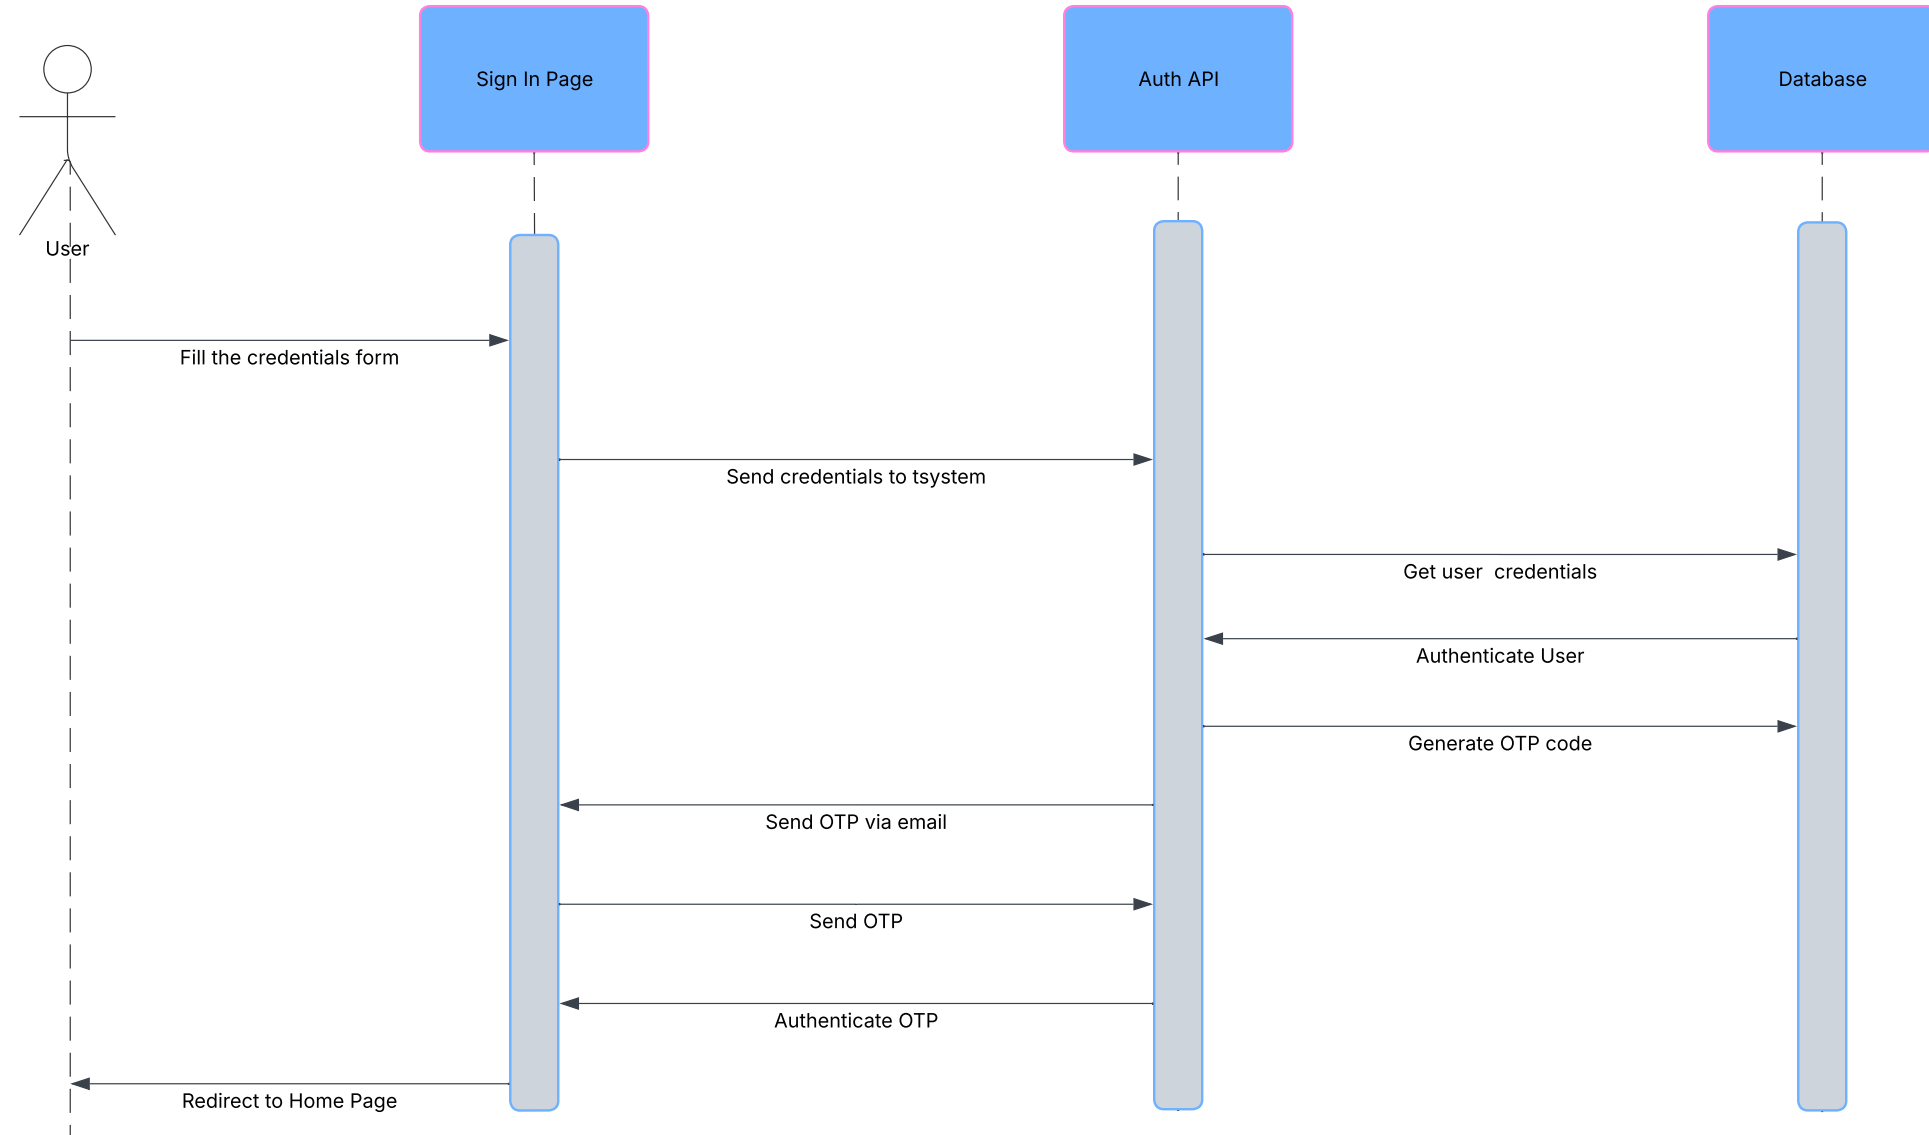 Sign In Page
Auth API
Database
User
Fill the credentials form
Send credentials to tsystem
Get user  credentials
Authenticate User
Generate OTP code
Send OTP via email
Send OTP
Authenticate OTP
Redirect to Home Page